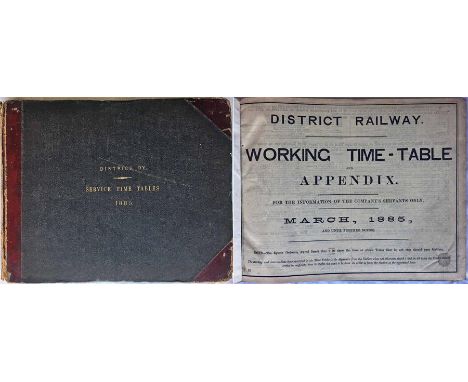 DISTRICT RY.
SERVICE TIME TABLES
1885
DISTRICT RAILWAY.
WORKING TIME-TABLE
AND
APPENDIX.
FOR THE INFORMATION OF THE COMPANY'S SERVANTS ONLY,
MARCH, 1885,
AND UNTIL FURTHER NOTICE